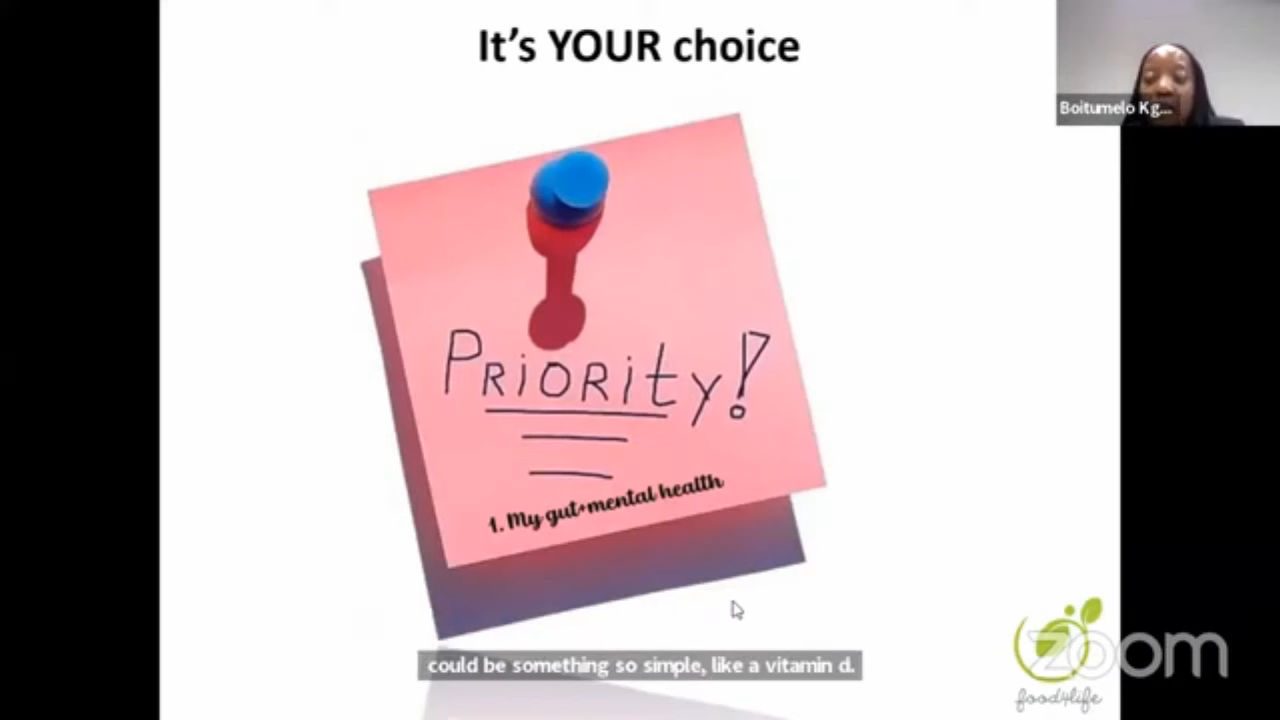 It's YOUR choice
Boitumelo Kg...
PRiORity!
1. My gut+mental health
could be something so simple, like a vitamin d.
zoom
food4life